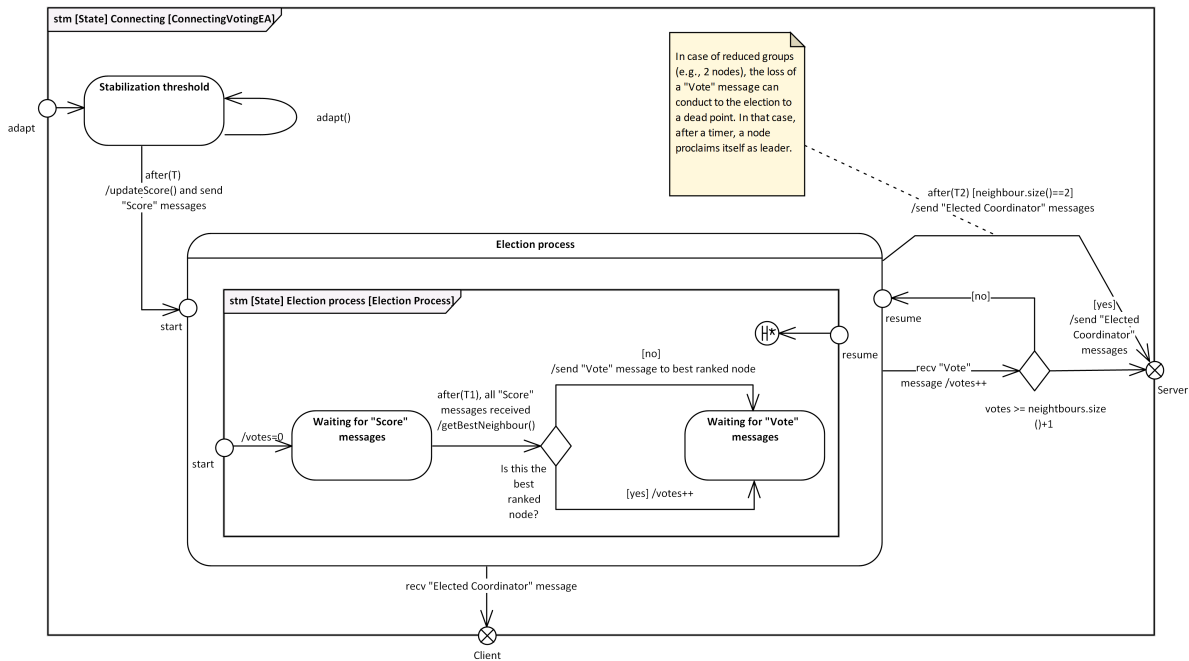 stm [State] Connecting [ConnectingVotingEA]
In case of reduced groups
(e.g., 2 nodes), the loss of
a "Vote" message can
conduct to the election to
a dead point. In that case,
after a timer, a node
proclaims itself as leader.
Stabilization threshold
adapt
adapt()
after(T)
/updateScore() and send
"Score" messages
after(T2) [neighbour.size()==2]
/send "Elected Coordinator" messages
Election process
start
stm [State] Election process [Election Process]
H*
resume
resume
[no]
[yes]
/send "Elected
Coordinator"
messages
Server
recv "Vote"
message /votes++
votes >= neightbours.size
()+1
[no]
/send "Vote" message to best ranked node
after(T1), all "Score"
messages received
/getBestNeighbour()
/votes=0
start
Waiting for "Score"
messages
Waiting for "Vote"
messages
Is this the
best
ranked
node?
[yes] /votes++
recv "Elected Coordinator" message
Client